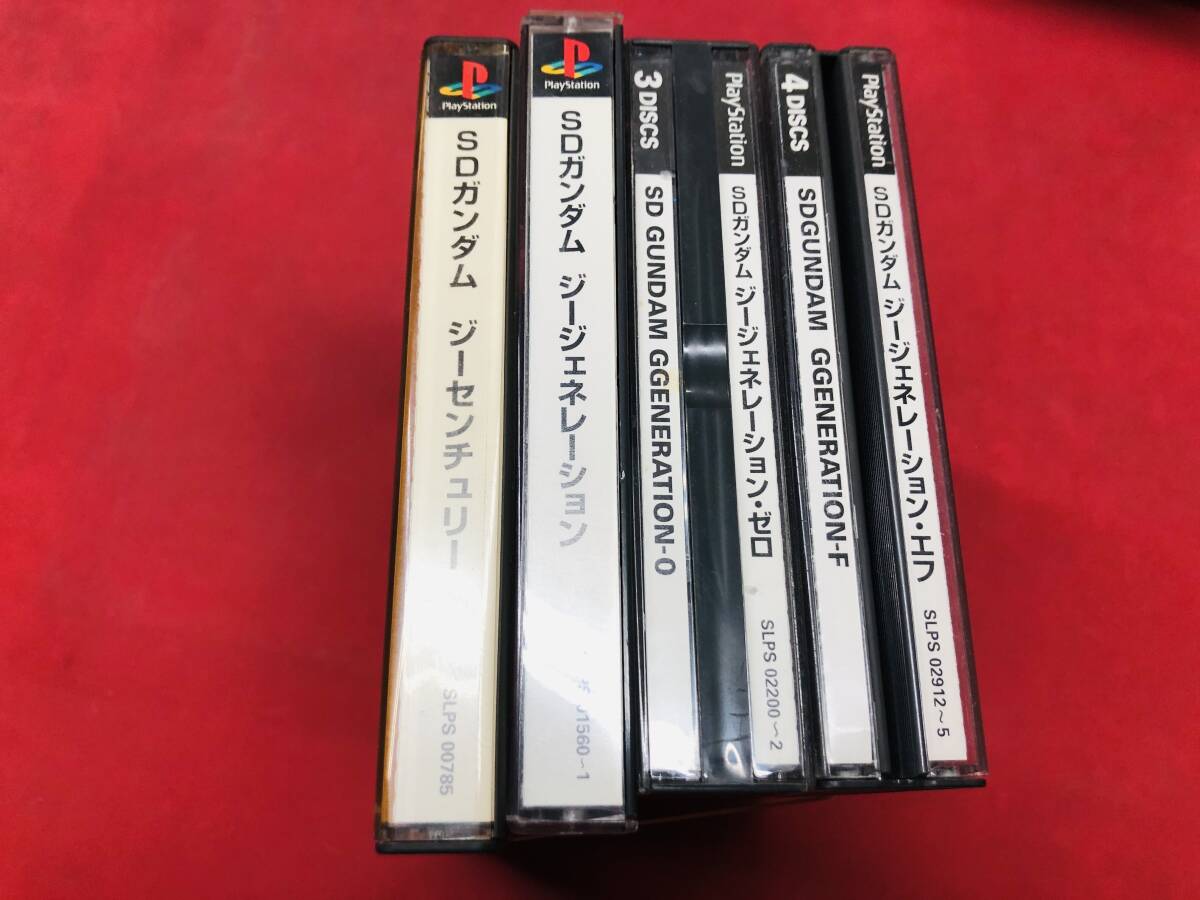 PlayStation
SDガンダム ジーセンチュリー
SLPS 00785
PlayStation
SDガンダム ジージェネレーション
01560~1
3 DISCS
SD GUNDAM GGENERATION-0
PlayStation
SDガンダム ジージェネレーション・ゼロ
SLPS 02200~2
4 DISCS
SDGUNDAM GGENERATION-F
PlayStation
SDガンダム ジージェネレーション・エフ
SLPS 02912~5